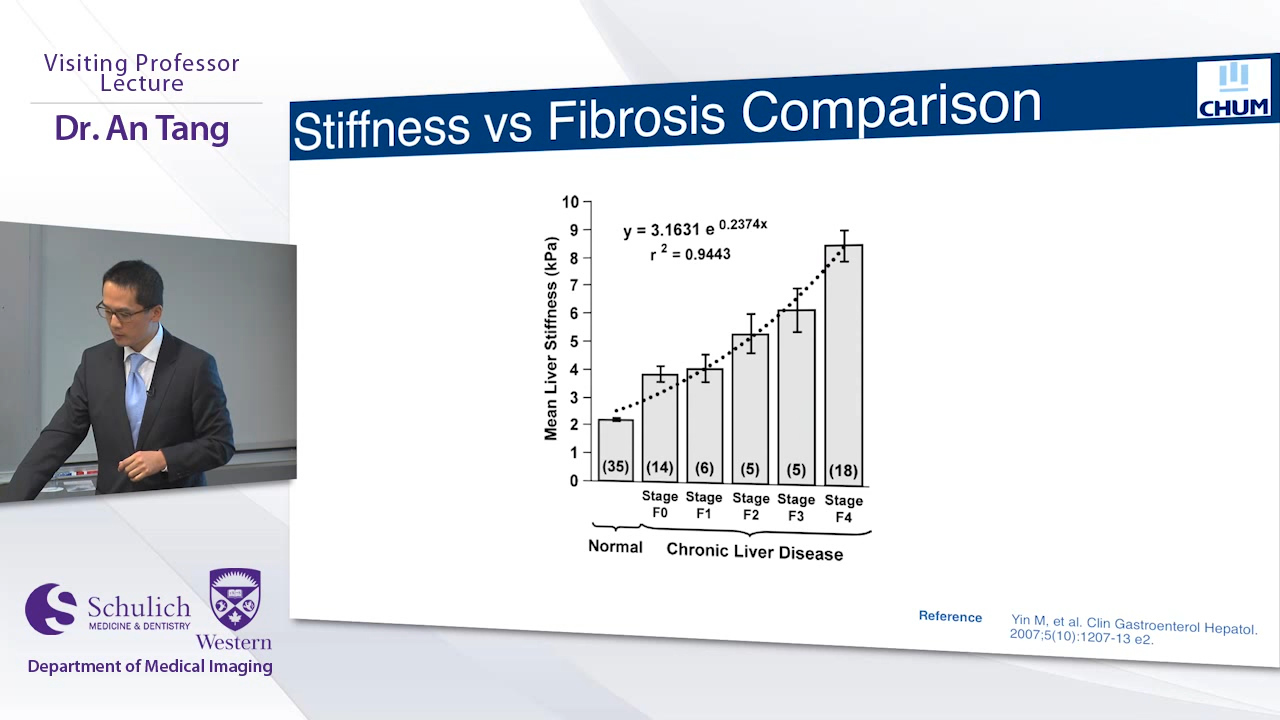 Visiting Professor
Lecture
Dr. An Tang
Stiffness vs Fibrosis Comparison
CHUM
10
9
8
7
6
5
4
3
2
1
0
Mean Liver Stiffness (kPa)
y = 3.1631 e 0.2374x
r 2 = 0.9443
(35) (14) (6) (5) (5) (18)
Stage Stage Stage Stage Stage
F0 F1 F2 F3 F4
Normal Chronic Liver Disease
Reference Yin M, et al. Clin Gastroenterol Hepatol.
2007;5(10):1207-13 e2.
Schulich
MEDICINE & DENTISTRY
Western
Department of Medical Imaging